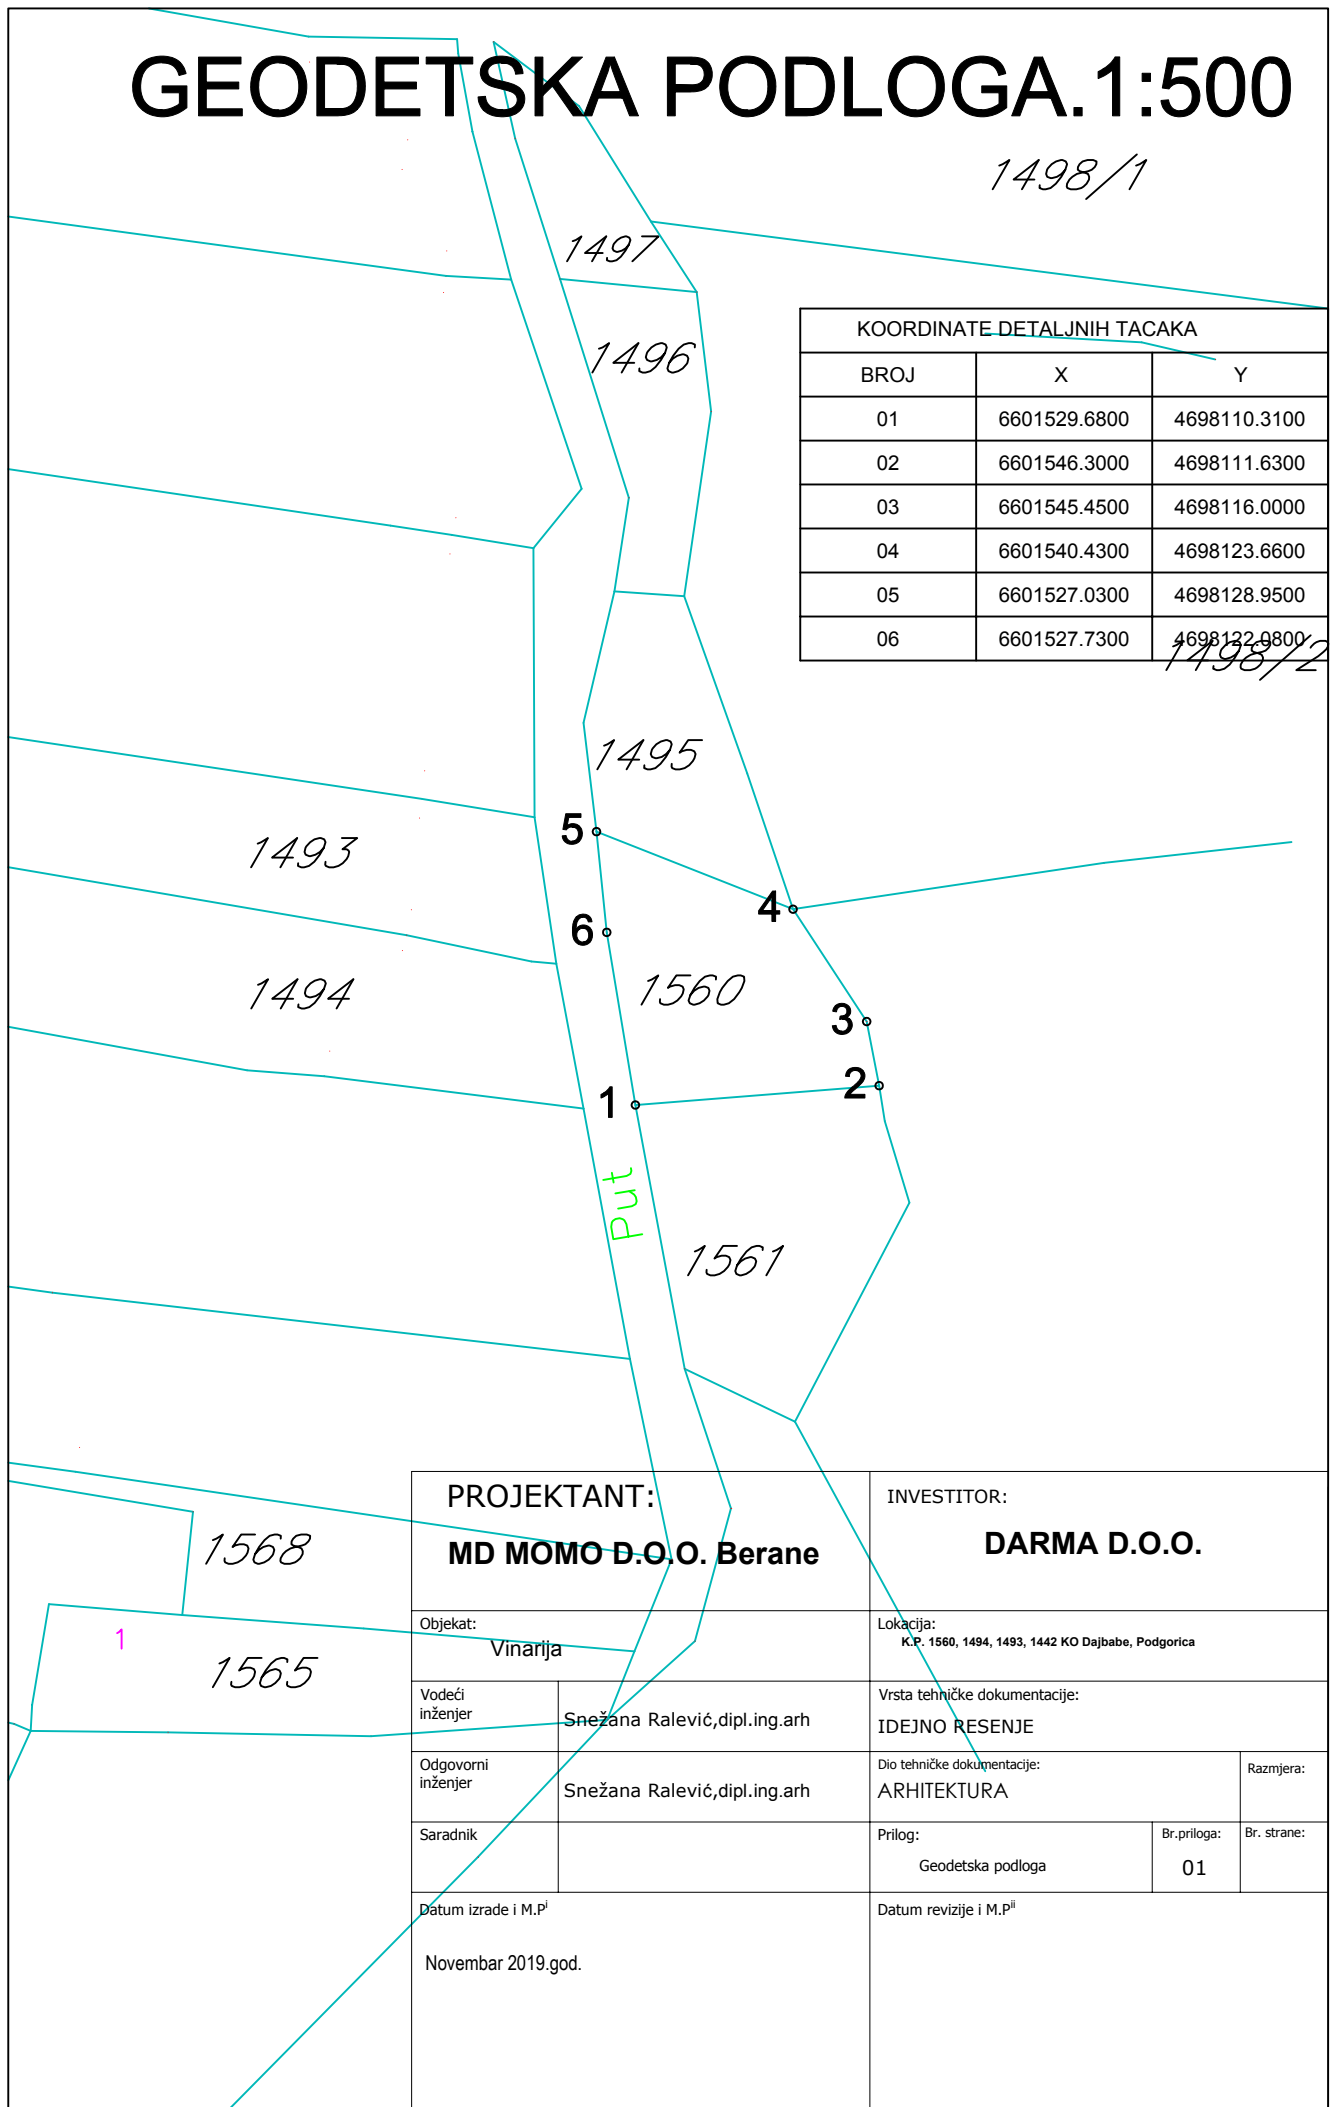 GEODETSKA PODLOGA.1:500
1498/1
1497
1496
KOORDINATE DETALJNIH TACAKA
BROJ X Y
01 6601529.6800 4698110.3100
02 6601546.3000 4698111.6300
03 6601545.4500 4698116.0000
04 6601540.4300 4698123.6600
05 6601527.0300 4698128.9500
06 6601527.7300 4698122.0800
1498/2
1495
5
1493
4
6
1560
1494
3
2
1
Put
1561
1568
1
1565
PROJEKTANT:
MD MOMO D.O.O. Berane
INVESTITOR:
DARMA D.O.O.
Objekat:
Vinarija
Lokacija:
K.P. 1560, 1494, 1493, 1442 KO Dajbabe, Podgorica
Vodeći
inženjer
Snežana Ralević,dipl.ing.arh
Vrsta tehničke dokumentacije:
IDEJNO RESENJE
Odgovorni
inženjer
Snežana Ralević,dipl.ing.arh
Dio tehničke dokumentacije:
ARHITEKTURA
Razmjera:
Saradnik
Prilog:
Geodetska podloga
Br.priloga:
01
Br. strane:
Datum izrade i M.Pⁱ
Novembar 2019.god.
Datum revizije i M.Pⁱⁱ